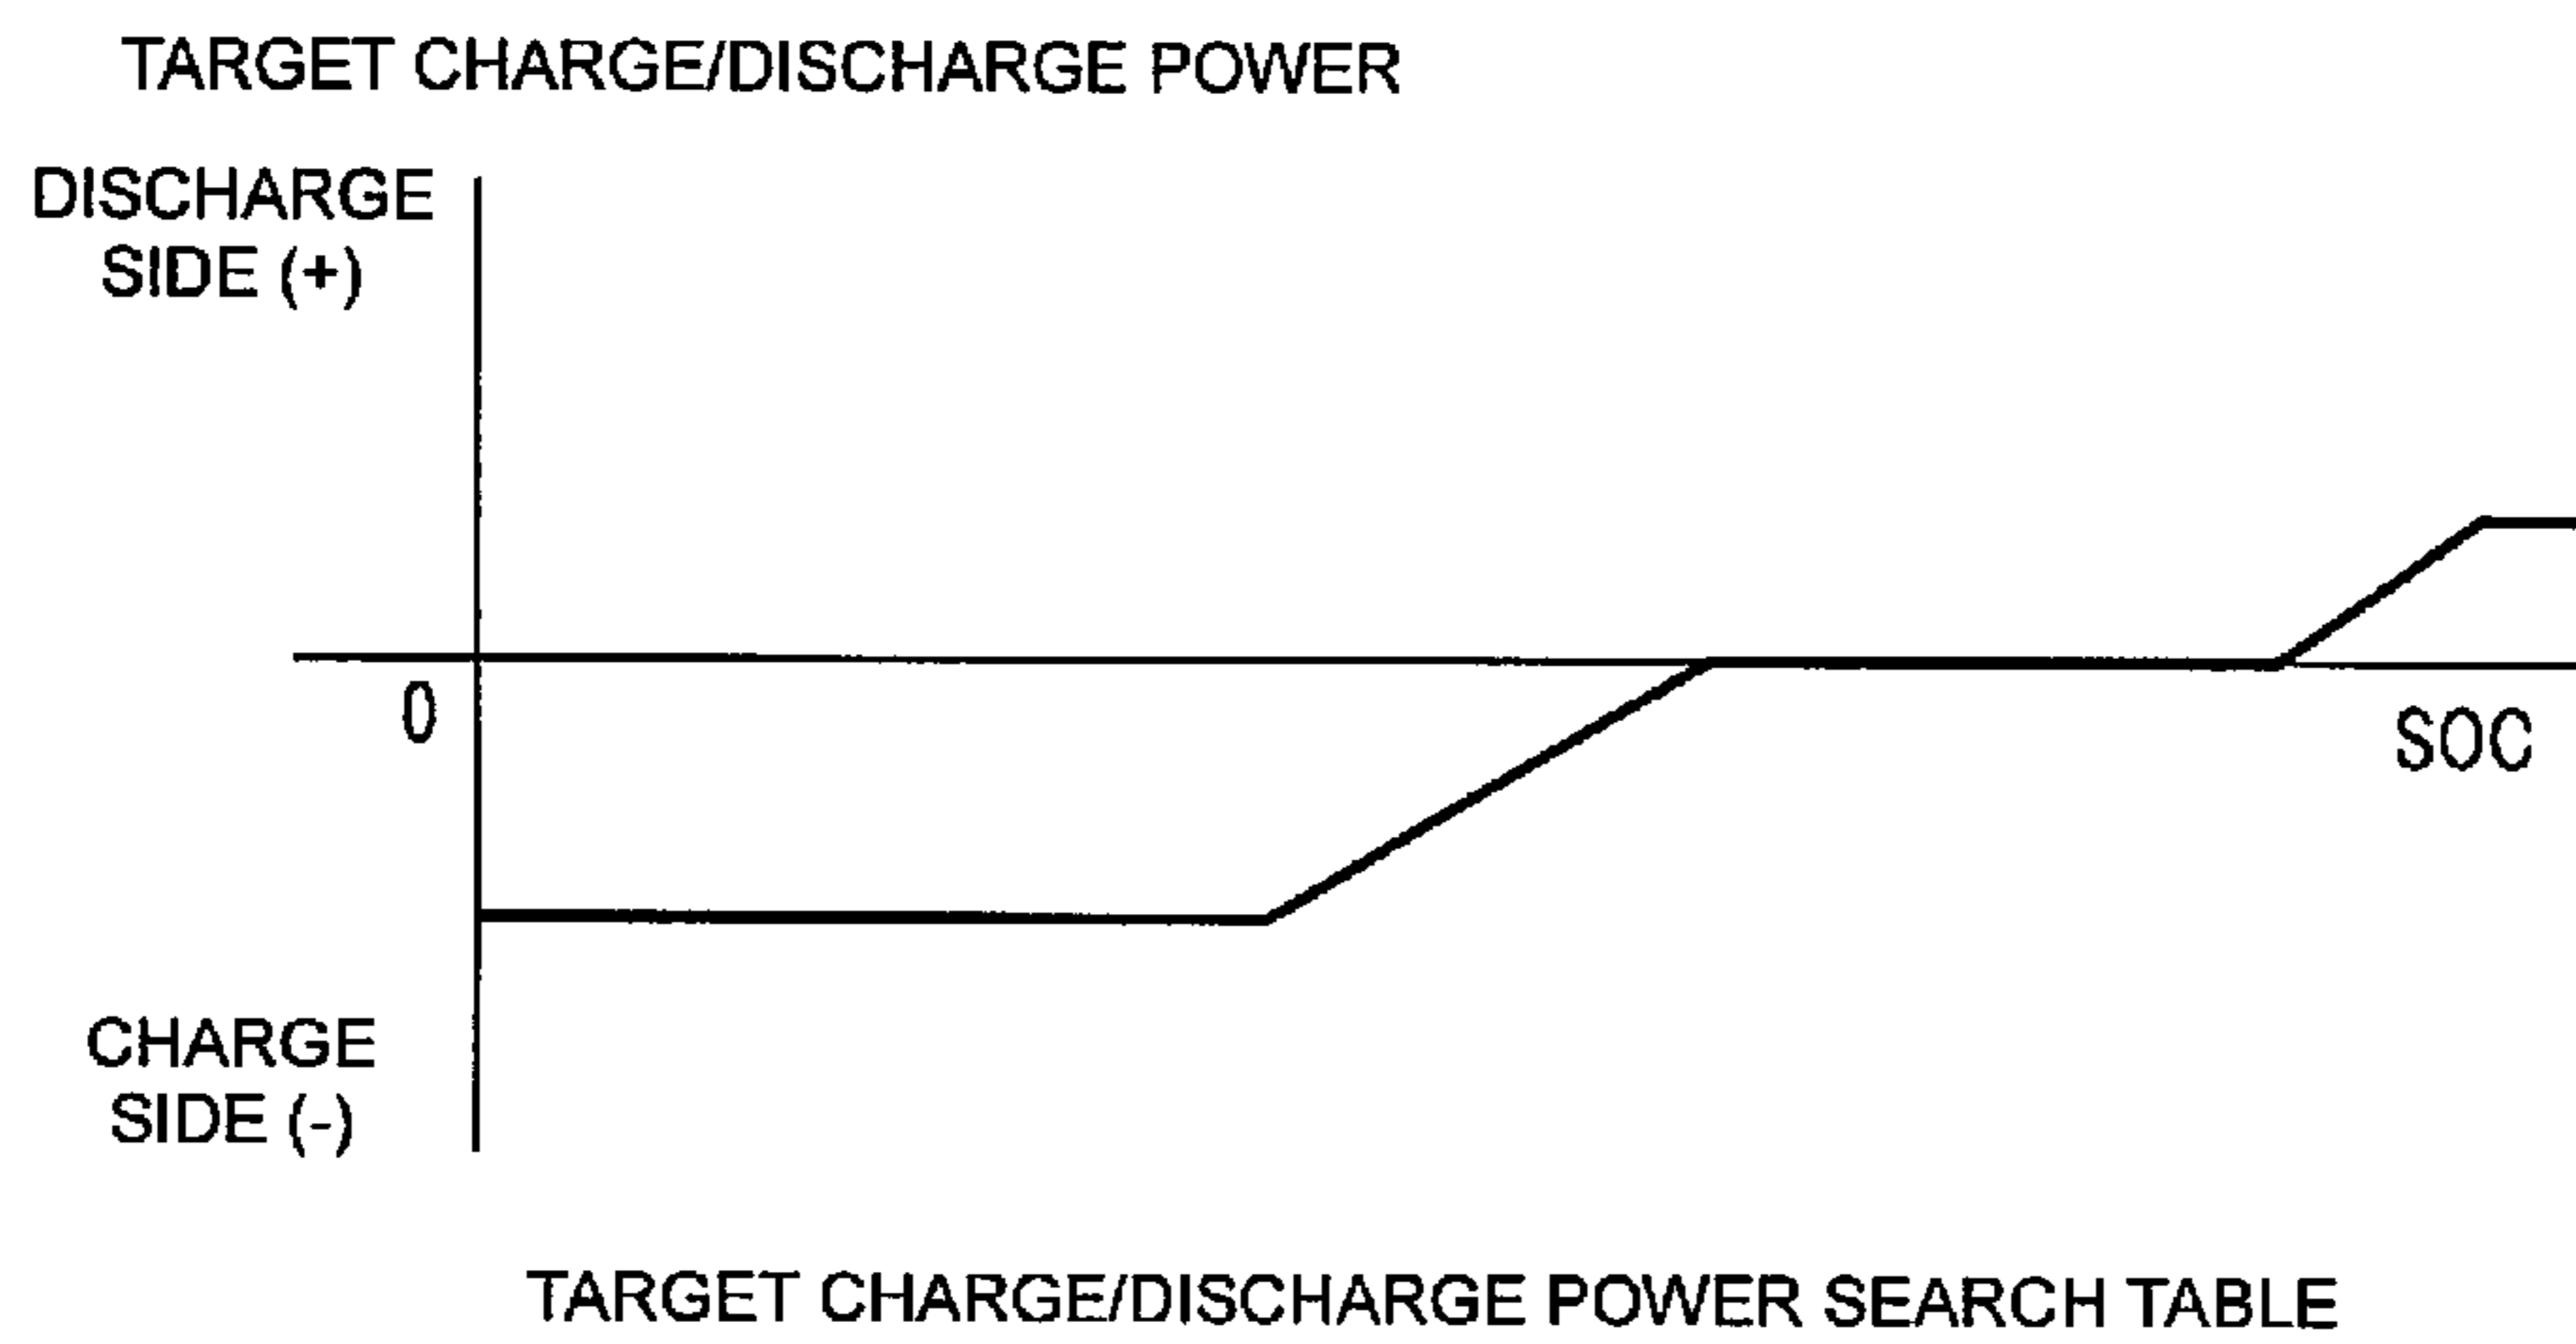 TARGET CHARGE/DISCHARGE POWER
DISCHARGE
SIDE (+)
0
SOC
CHARGE
SIDE (-)
TARGET CHARGE/DISCHARGE POWER SEARCH TABLE